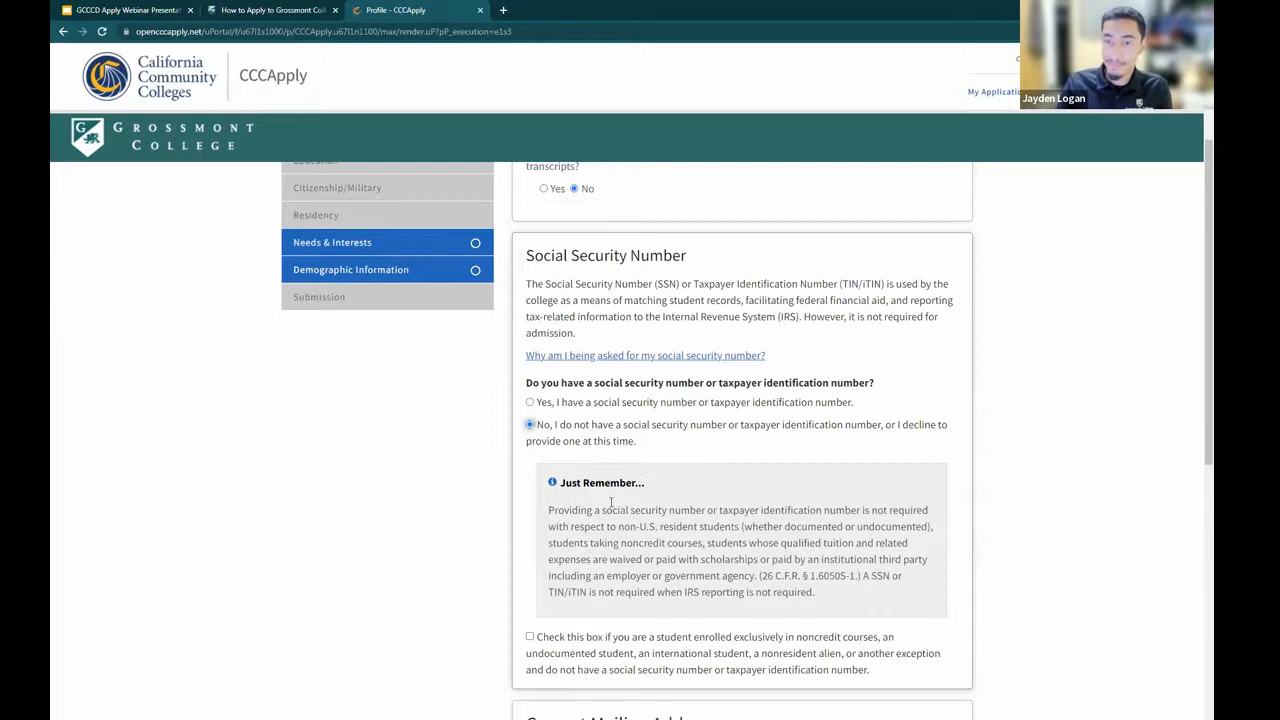 GCCCD Apply Webinar Presentat
How to Apply to Grossmont Coll
Profile - CCCApply
opencccapply.net/uPortal/f/u67l1s1000/p/CCCApply.u67l1n1100/max/render.uP?pP_execution=e1s3
California
Community
Colleges
CCCApply
My Applicatio
Jayden Logan
GROSSMONT
COLLEGE
Education
Citizenship/Military
Residency
Needs & Interests
Demographic Information
Submission
transcripts?
Yes No
Social Security Number
The Social Security Number (SSN) or Taxpayer Identification Number (TIN/iTIN) is used by the
college as a means of matching student records, facilitating federal financial aid, and reporting
tax-related information to the Internal Revenue System (IRS). However, it is not required for
admission.
Why am I being asked for my social security number?
Do you have a social security number or taxpayer identification number?
Yes, I have a social security number or taxpayer identification number.
No, I do not have a social security number or taxpayer identification number, or I decline to
provide one at this time.
Just Remember...
Providing a social security number or taxpayer identification number is not required
with respect to non-U.S. resident students (whether documented or undocumented),
students taking noncredit courses, students whose qualified tuition and related
expenses are waived or paid with scholarships or paid by an institutional third party
including an employer or government agency. (26 C.F.R. § 1.6050S-1.) A SSN or
TIN/iTIN is not required when IRS reporting is not required.
Check this box if you are a student enrolled exclusively in noncredit courses, an
undocumented student, an international student, a nonresident alien, or another exception
and do not have a social security number or taxpayer identification number.